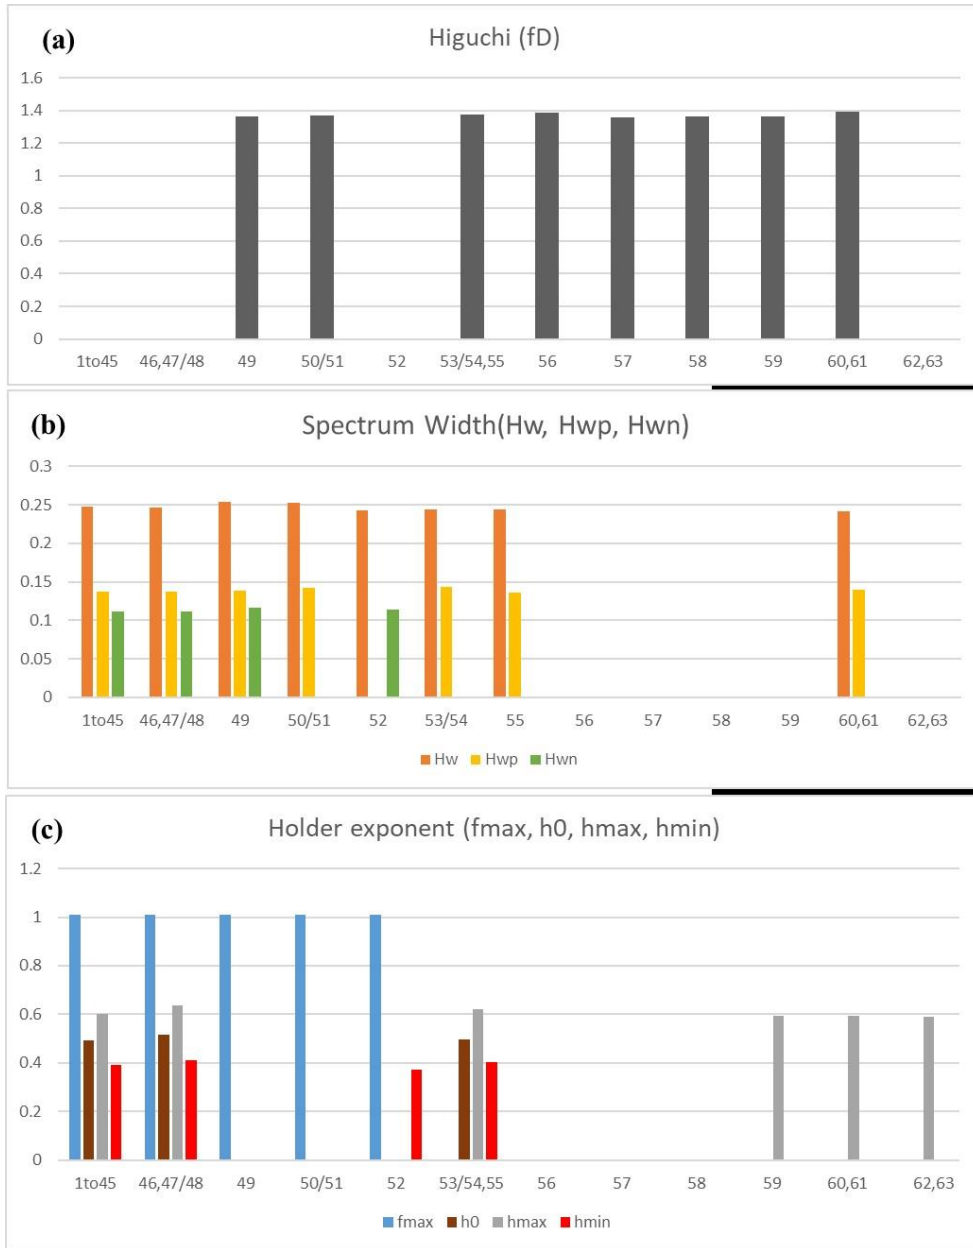 (a)
Higuchi (fD)
1.6
1.4
1.2
1
0.8
0.6
0.4
0.2
0
1to45 46,47/48 49 50/51 52 53/54,55 56 57 58 59 60,61 62,63
(b)
Spectrum Width(Hw, Hwp, Hwn)
0.3
0.25
0.2
0.15
0.1
0.05
0
1to45 46,47/48 49 50/51 52 53/54 55 56 57 58 59 60,61 62,63
Hw Hwp Hwn
(c)
Holder exponent (fmax, h0, hmax, hmin)
1.2
1
0.8
0.6
0.4
0.2
0
1to45 46,47/48 49 50/51 52 53/54,55 56 57 58 59 60,61 62,63
fmax h0 hmax hmin